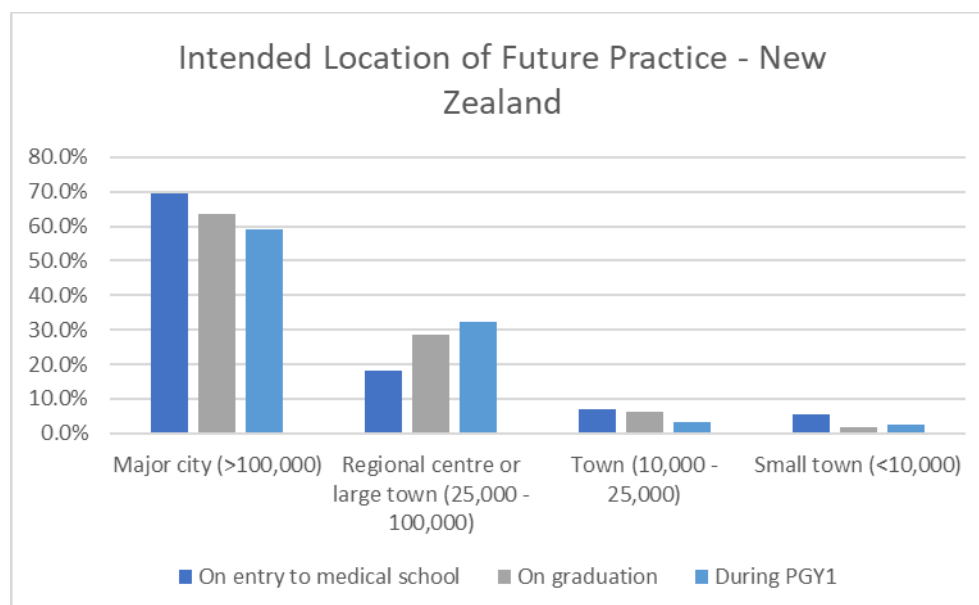 Intended Location of Future Practice - New
Zealand
80.0%
70.0%
60.0%
50.0%
40.0%
30.0%
20.0%
10.0%
0.0%
Major city (>100,000)
Regional centre or
large town (25,000 -
100,000)
Town (10,000 -
25,000)
Small town (<10,000)
On entry to medical school
On graduation
During PGY1